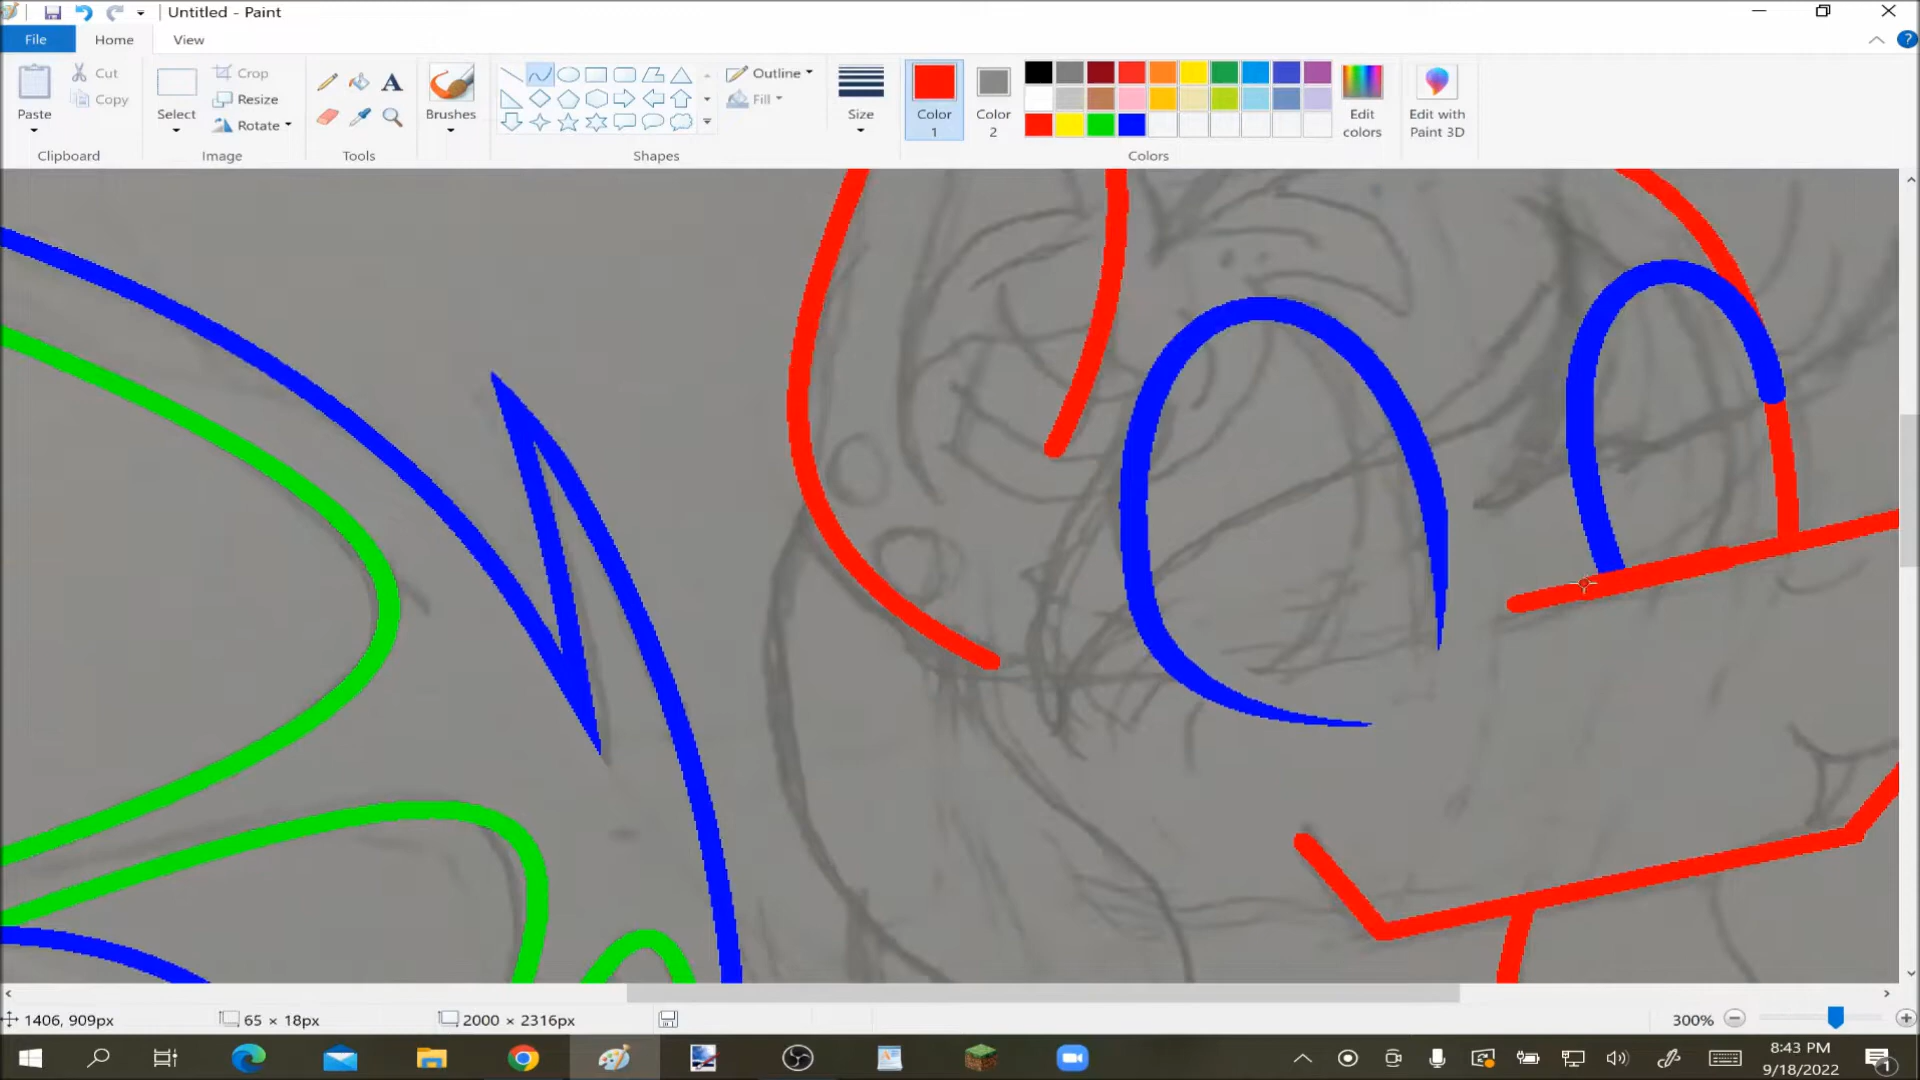 Untitled - Paint
File
Home
View
Cut
Copy
Paste
Clipboard
Select
Crop
Resize
Rotate
Image
A
Tools
Brushes
Outline
Fill
Shapes
Size
Color
1
Color
2
Edit
colors
Edit with
Paint 3D
Colors
?
1406, 909px
65 × 18px
2000 × 2316px
300%
8:43 PM
9/18/2022
1